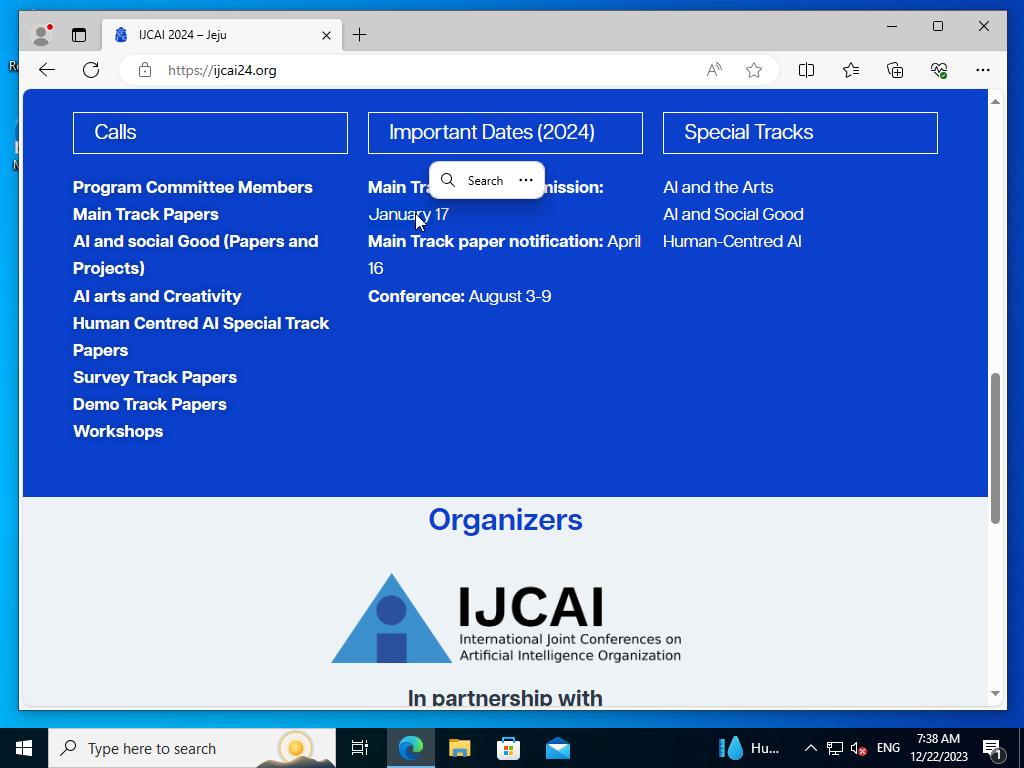 IJCAI 2024 – Jeju
https://ijcai24.org
Calls
Program Committee Members
Main Track Papers
AI and social Good (Papers and
Projects)
AI arts and Creativity
Human Centred AI Special Track
Papers
Survey Track Papers
Demo Track Papers
Workshops
Important Dates (2024)
Search
Main
January 17
Main Track paper notification: April
16
Conference: August 3-9
Special Tracks
AI and the Arts
AI and Social Good
Human-Centred AI
Organizers
IJCAI
International Joint Conferences on
Artificial Intelligence Organization
In partnership with
Type here to search
Hu...
ENG
7:38 AM
12/22/2023
1